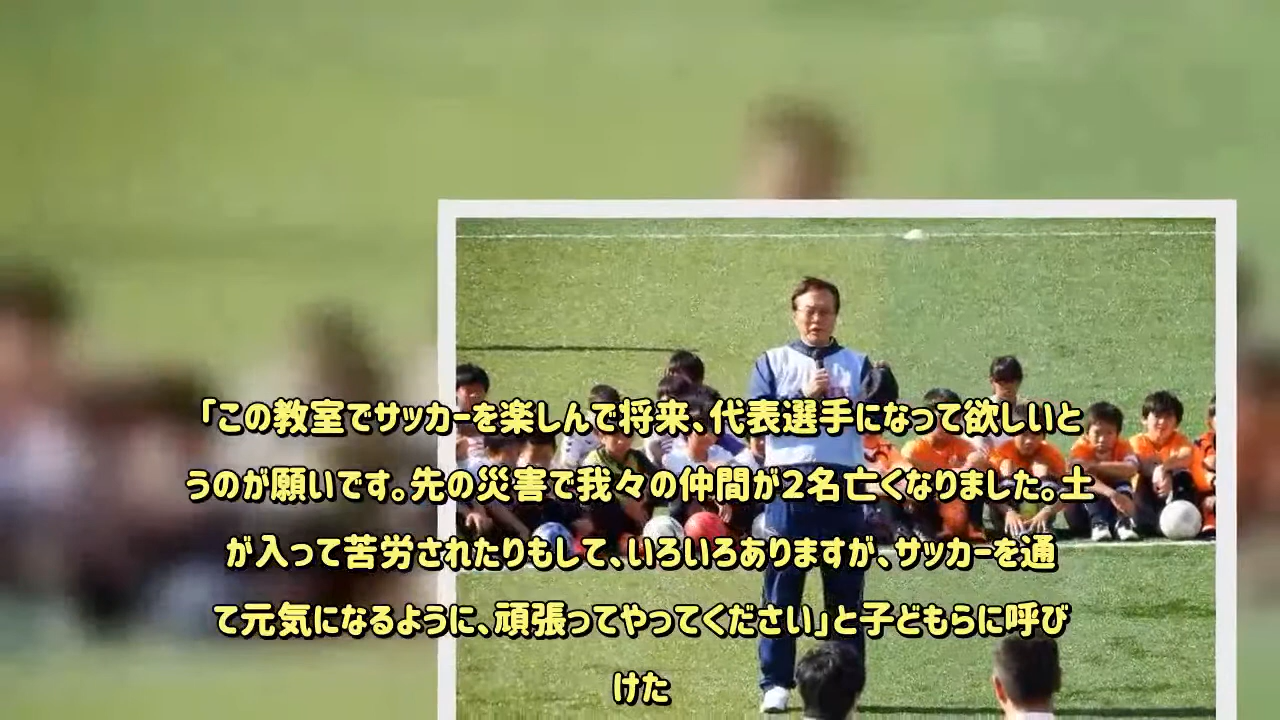 「この教室でサッカーを楽しんで将来、代表選手になって欲しいと
うのが願いです。先の災害で我々の仲間が2名亡くなりました。土
が入って苦労されたりもして、いろいろありますが、サッカーを通
て元気になるように、頑張ってやってください」と子どもらに呼び
けた